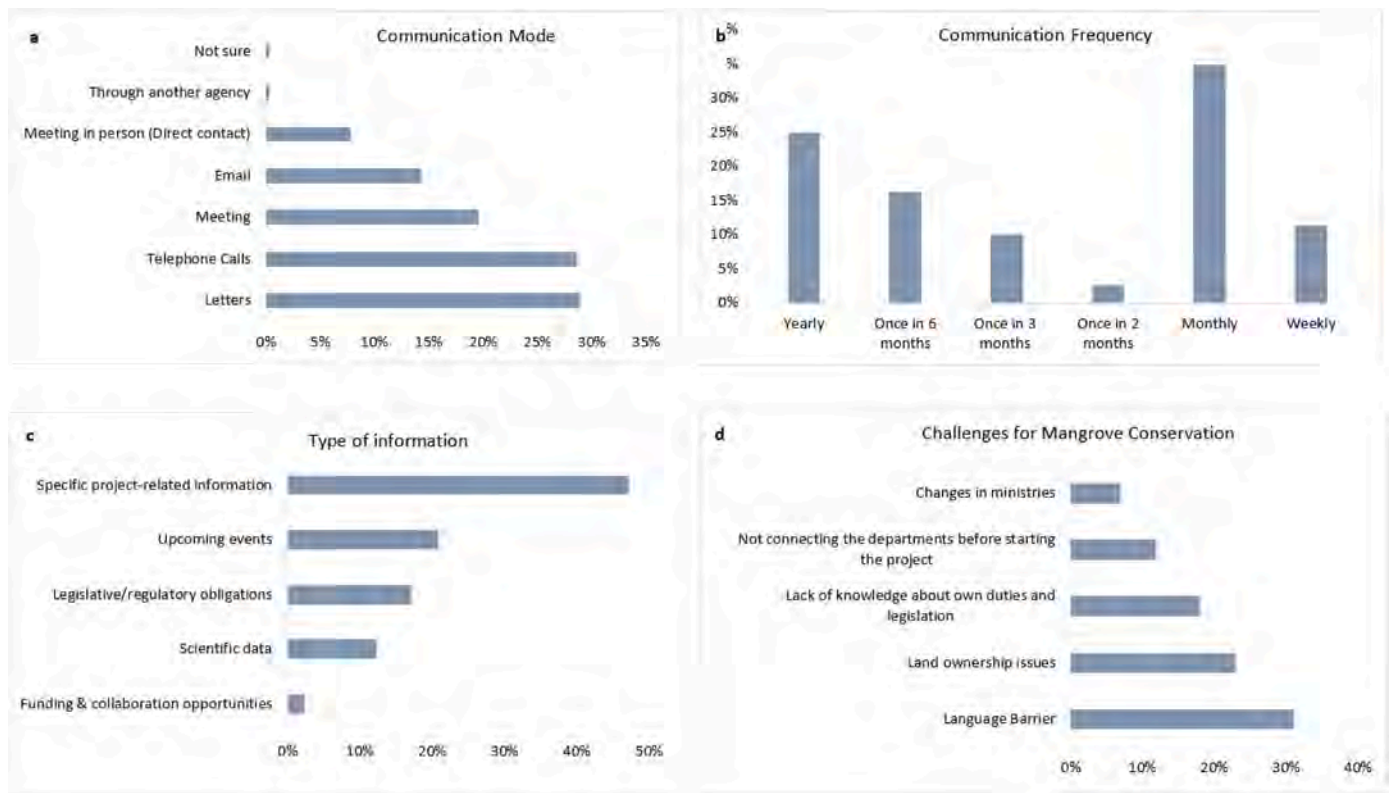 a
Communication Mode
Not sure
Through another agency
Meeting in person (Direct contact)
Email
Meeting
Telephone Calls
Letters
0% 5% 10% 15% 20% 25% 30% 35%
b
Communication Frequency
%
%
30%
25%
20%
15%
10%
5%
0%
Yearly
Once in 6
months
Once in 3
months
Once in 2
months
Monthly
Weekly
c
Type of information
Specific project-related information
Upcoming events
Legislative/regulatory obligations
Scientific data
Funding & collaboration opportunities
0% 10% 20% 30% 40% 50%
d
Challenges for Mangrove Conservation
Changes in ministries
Not connecting the departments before starting
the project
Lack of knowledge about own duties and
legislation
Land ownership issues
Language Barrier
0% 10% 20% 30% 40%